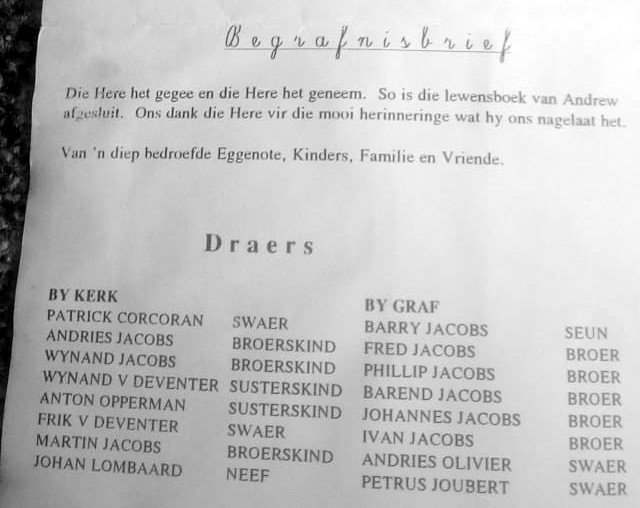 Begrafnisbrief
Die Here het gegee en die Here het geneem. So is die lewensboek van Andrew
afgesluit. Ons dank die Here vir die mooi herinneringe wat hy ons nagelaat het.
Van 'n diep bedroefde Eggenote, Kinders, Familie en Vriende.
Draers
BY KERK
PATRICK CORCORAN SWAER
ANDRIES JACOBS BROERSKIND
WYNAND JACOBS BROERSKIND
WYNAND V DEVENTER SUSTERSKIND
ANTON OPPERMAN SUSTERSKIND
FRIK V DEVENTER SWAER
MARTIN JACOBS BROERSKIND
JOHAN LOMBAARD NEEF
BY GRAF
BARRY JACOBS SEUN
FRED JACOBS BROER
PHILLIP JACOBS BROER
BAREND JACOBS BROER
JOHANNES JACOBS BROER
IVAN JACOBS BROER
ANDRIES OLIVIER SWAER
PETRUS JOUBERT SWAER